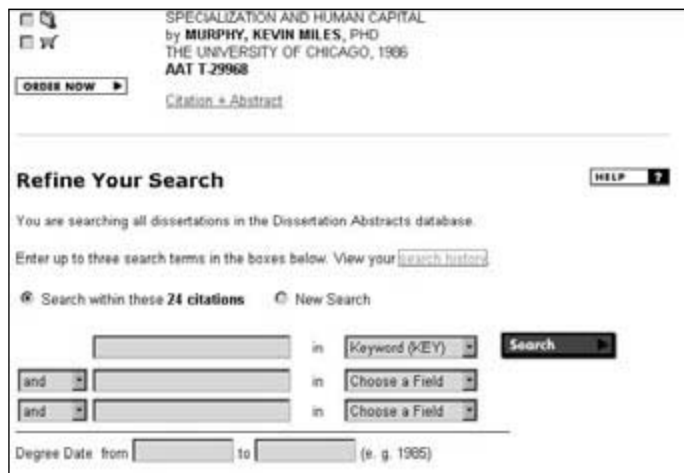 SPECIALIZATION AND HUMAN CAPITAL
by MURPHY, KEVIN MILES, PHD
THE UNIVERSITY OF CHICAGO, 1986
AAT T-29968
ORDER NOW
Citation + Abstract
Refine Your Search
HELP ?
You are searching all dissertations in the Dissertation Abstracts database.
Enter up to three search terms in the boxes below. View your search history.
Search within these 24 citations New Search
in Keyword (KEY) Search
and in Choose a Field
and in Choose a Field
Degree Date from to (e. g. 1985)